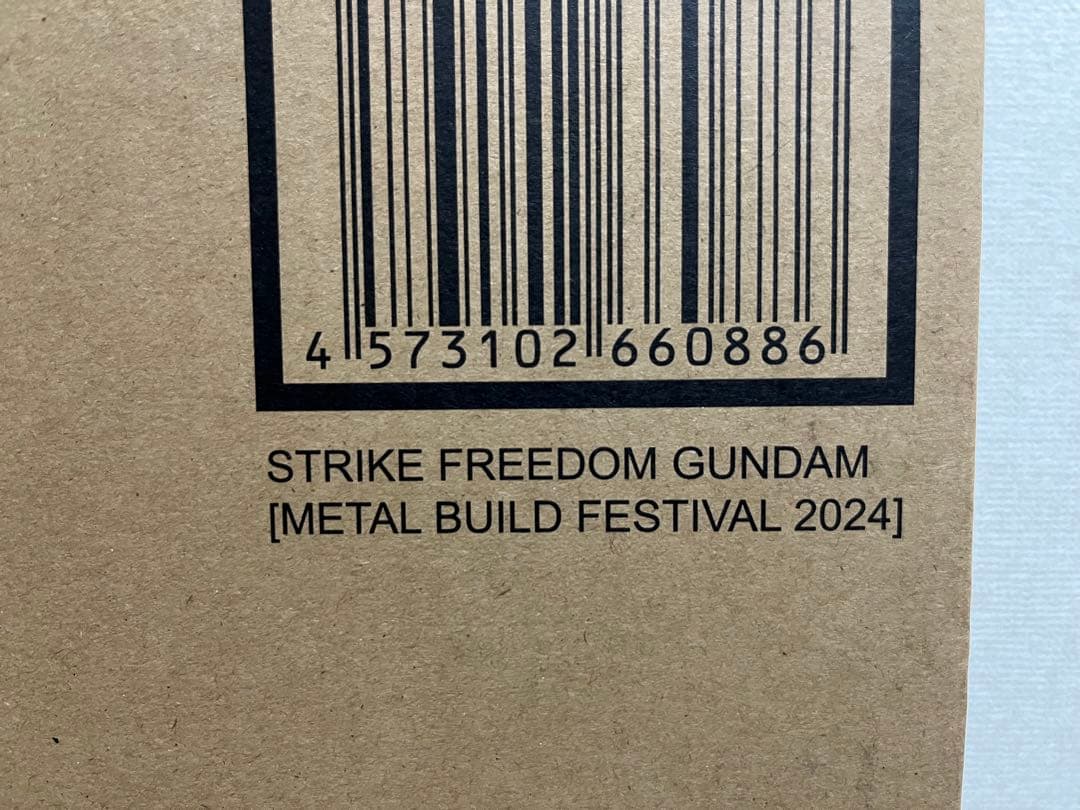 4 573102 660886
STRIKE FREEDOM GUNDAM
[METAL BUILD FESTIVAL 2024]